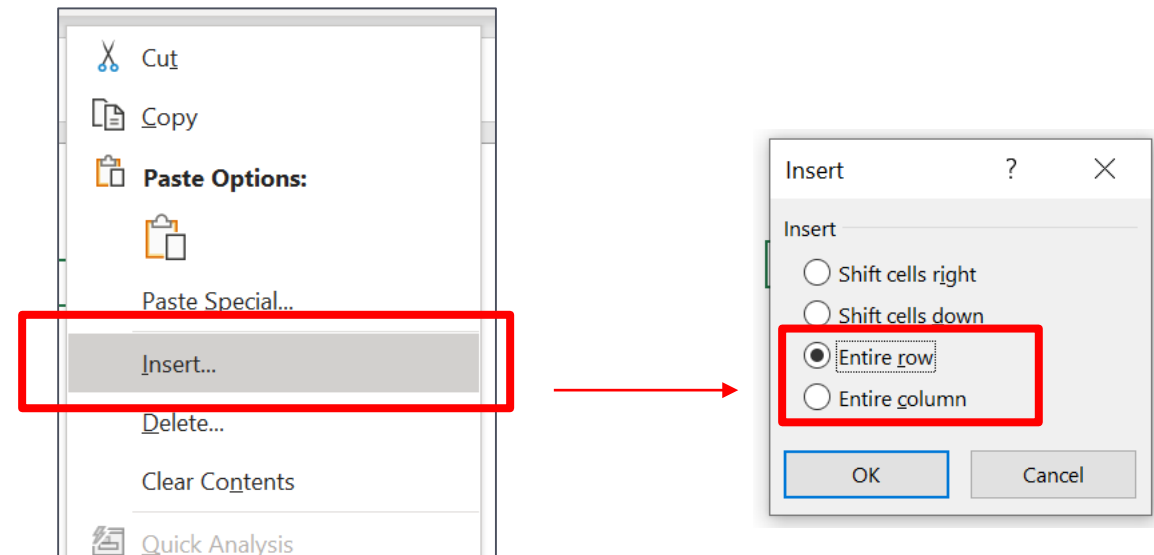 Cut
Copy
Paste Options:
Paste Special...
Insert...
Delete...
Clear Contents
Quick Analysis
Insert ?
Insert
Shift cells right
Shift cells down
Entire row
Entire column
OK Cancel